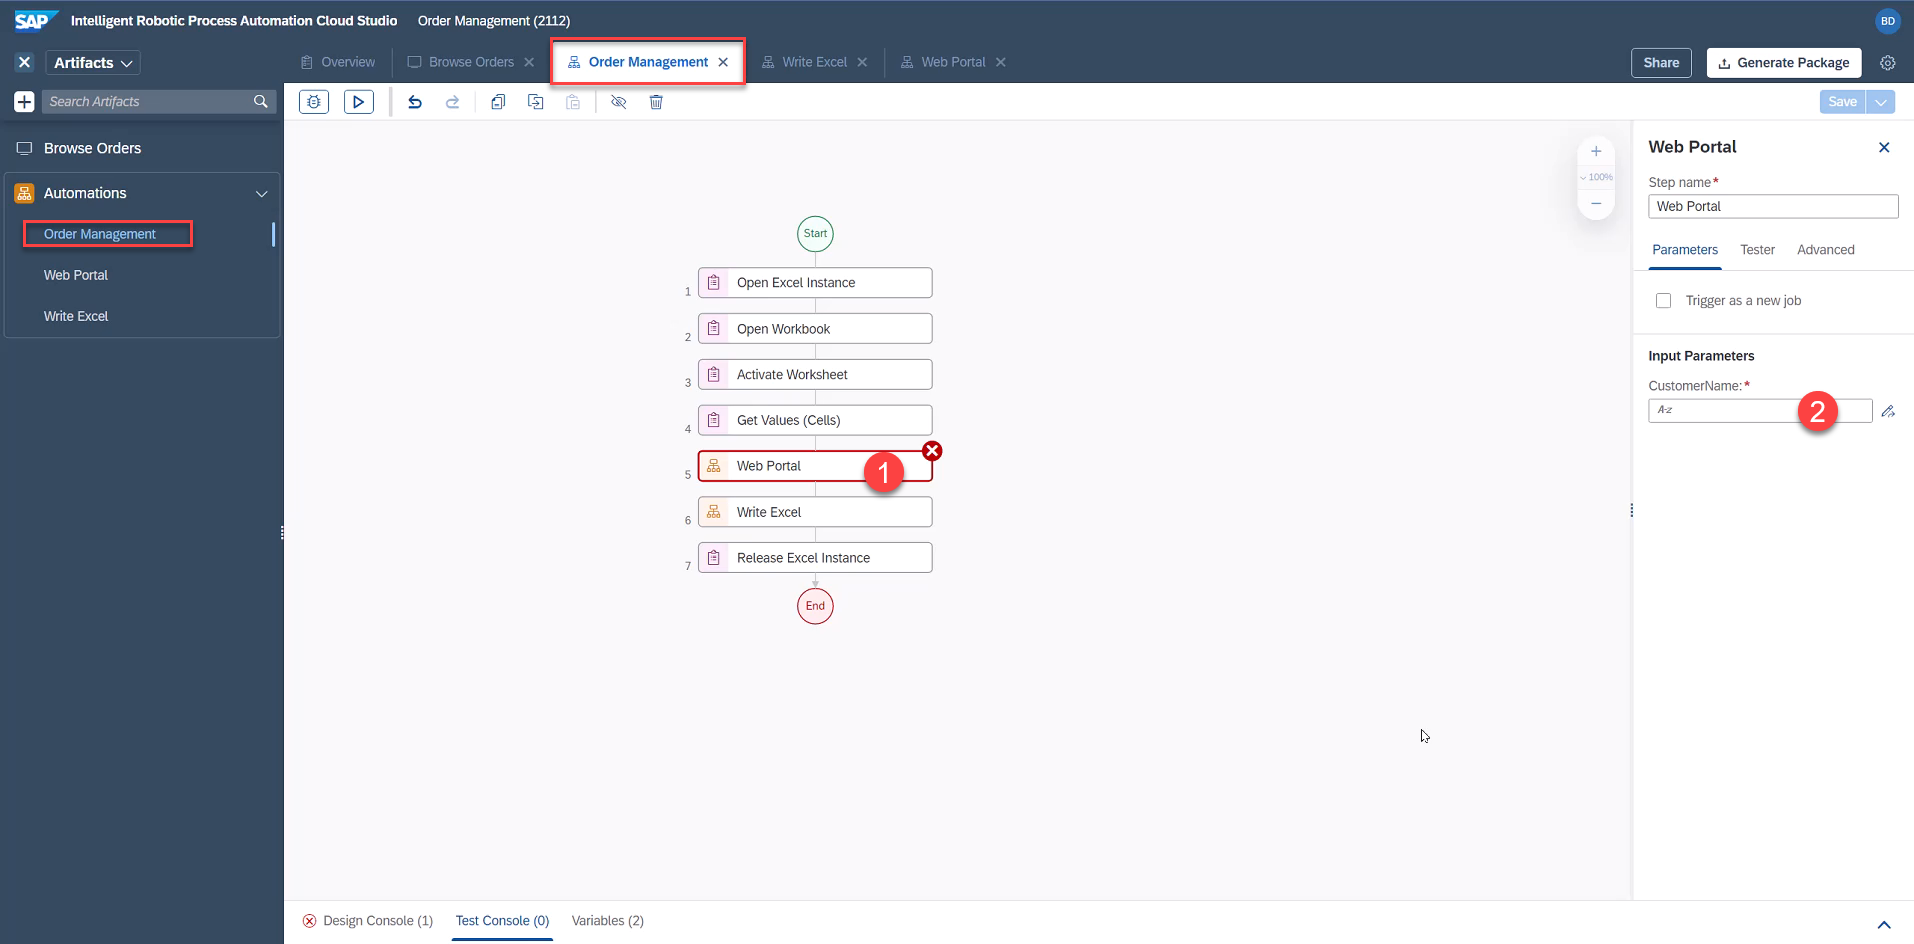 SAP Intelligent Robotic Process Automation Cloud Studio Order Management (2112) BD
Artifacts Overview Browse Orders Order Management Write Excel Web Portal Share Generate Package
Search Artifacts Save
Browse Orders
Automations
Order Management
Web Portal
Write Excel
Start
1 Open Excel Instance
2 Open Workbook
3 Activate Worksheet
4 Get Values (Cells)
5 Web Portal 1
6 Write Excel
7 Release Excel Instance
End
100%
Web Portal
Step name*
Web Portal
Parameters Tester Advanced
Trigger as a new job
Input Parameters
CustomerName:*
A-z 2
Design Console (1) Test Console (0) Variables (2)